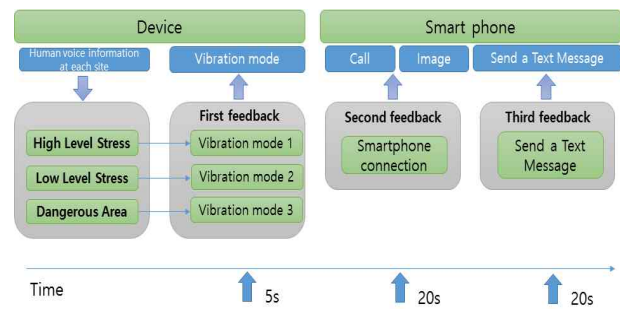 Device
Smart phone
Human voice information
at each site
Vibration mode
Call
Image
Send a Text Message
First feedback
Second feedback
Third feedback
High Level Stress
Vibration mode 1
Smartphone
connection
Send a Text
Message
Low Level Stress
Vibration mode 2
Dangerous Area
Vibration mode 3
Time
5s
20s
20s